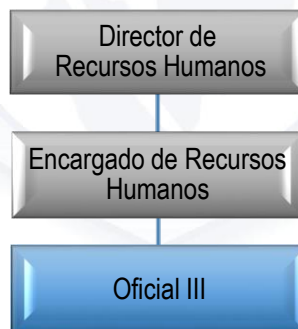 Director de
Recursos Humanos
Encargado de Recursos
Humanos
Oficial III